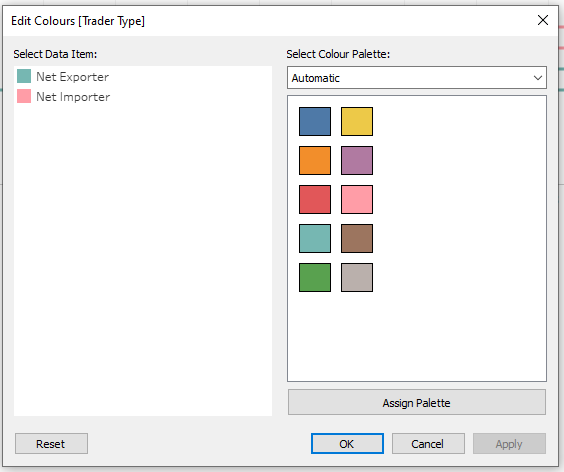 Edit Colours [Trader Type]
Select Data Item:
Net Exporter
Net Importer
Select Colour Palette:
Automatic
Assign Palette
Reset
OK
Cancel
Apply